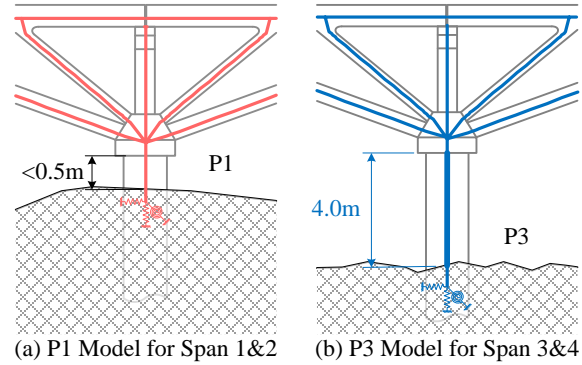 P1
<0.5m
4.0m
P3
(a) P1 Model for Span 1&2
(b) P3 Model for Span 3&4